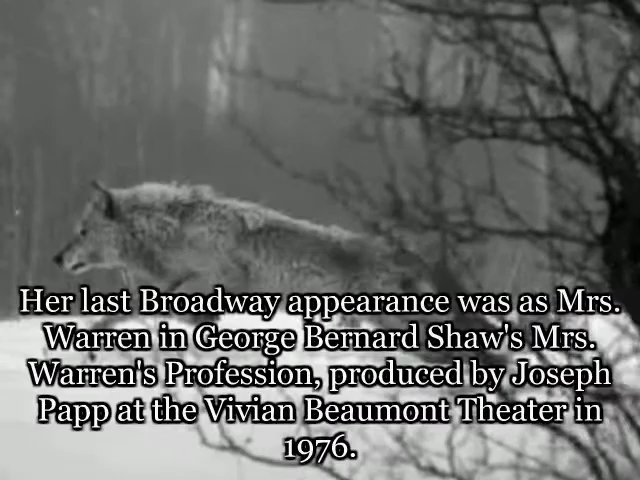 Her last Broadway appearance was as Mrs.
Warren in George Bernard Shaw's Mrs.
Warren's Profession, produced by Joseph
Papp at the Vivian Beaumont Theater in
1976.